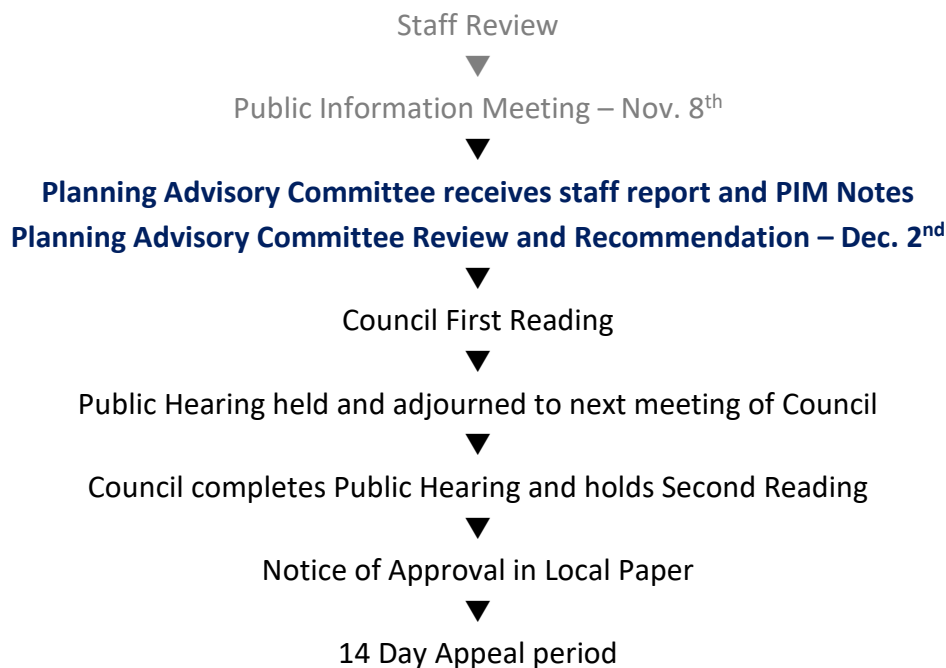 Staff Review
Public Information Meeting – Nov. 8th
Planning Advisory Committee receives staff report and PIM Notes
Planning Advisory Committee Review and Recommendation – Dec. 2nd
Council First Reading
Public Hearing held and adjourned to next meeting of Council
Council completes Public Hearing and holds Second Reading
Notice of Approval in Local Paper
14 Day Appeal period